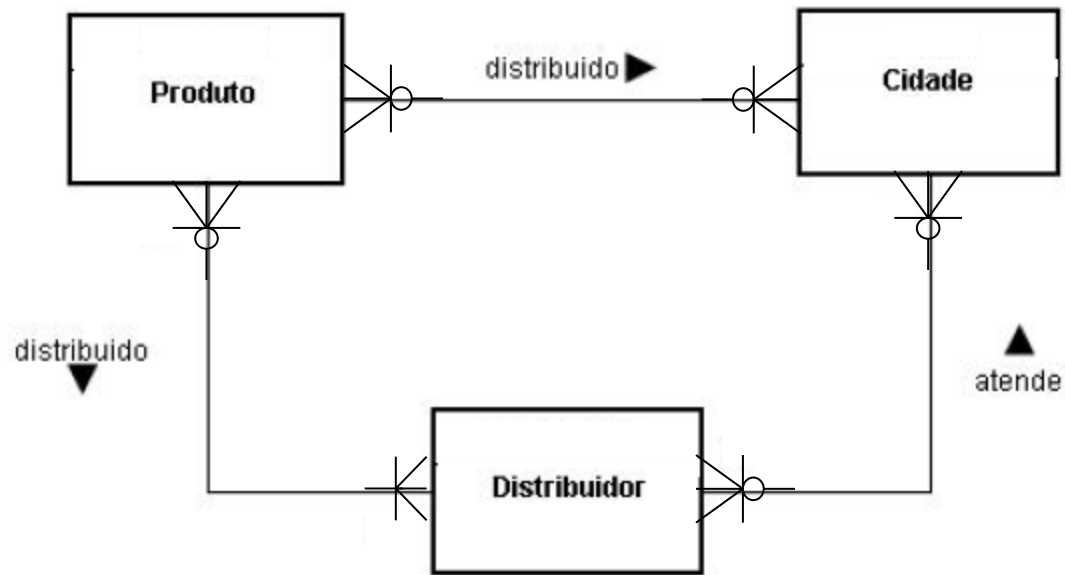 distribuido
Produto
Cidade
distribuido
atende
Distribuidor